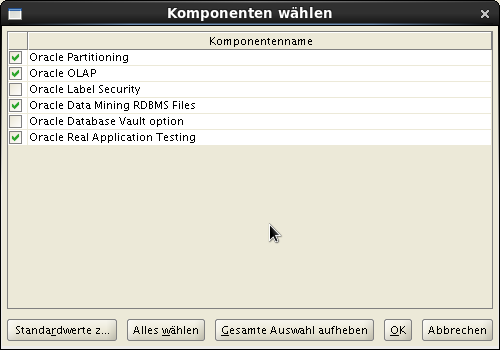 Komponenten wählen
Komponentenname
Oracle Partitioning
Oracle OLAP
Oracle Label Security
Oracle Data Mining RDBMS Files
Oracle Database Vault option
Oracle Real Application Testing
Standardwerte z... Alles wählen Gesamte Auswahl aufheben OK Abbrechen